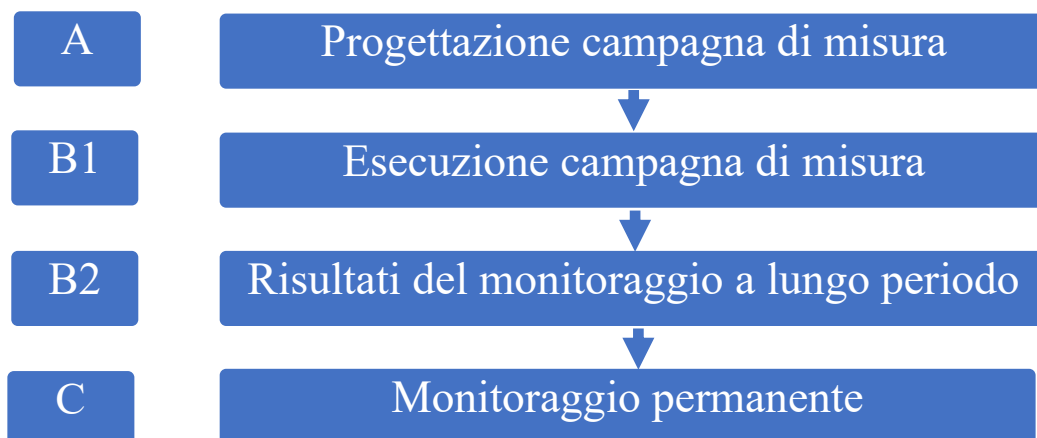 A
Progettazione campagna di misura
B1
Esecuzione campagna di misura
B2
Risultati del monitoraggio a lungo periodo
C
Monitoraggio permanente